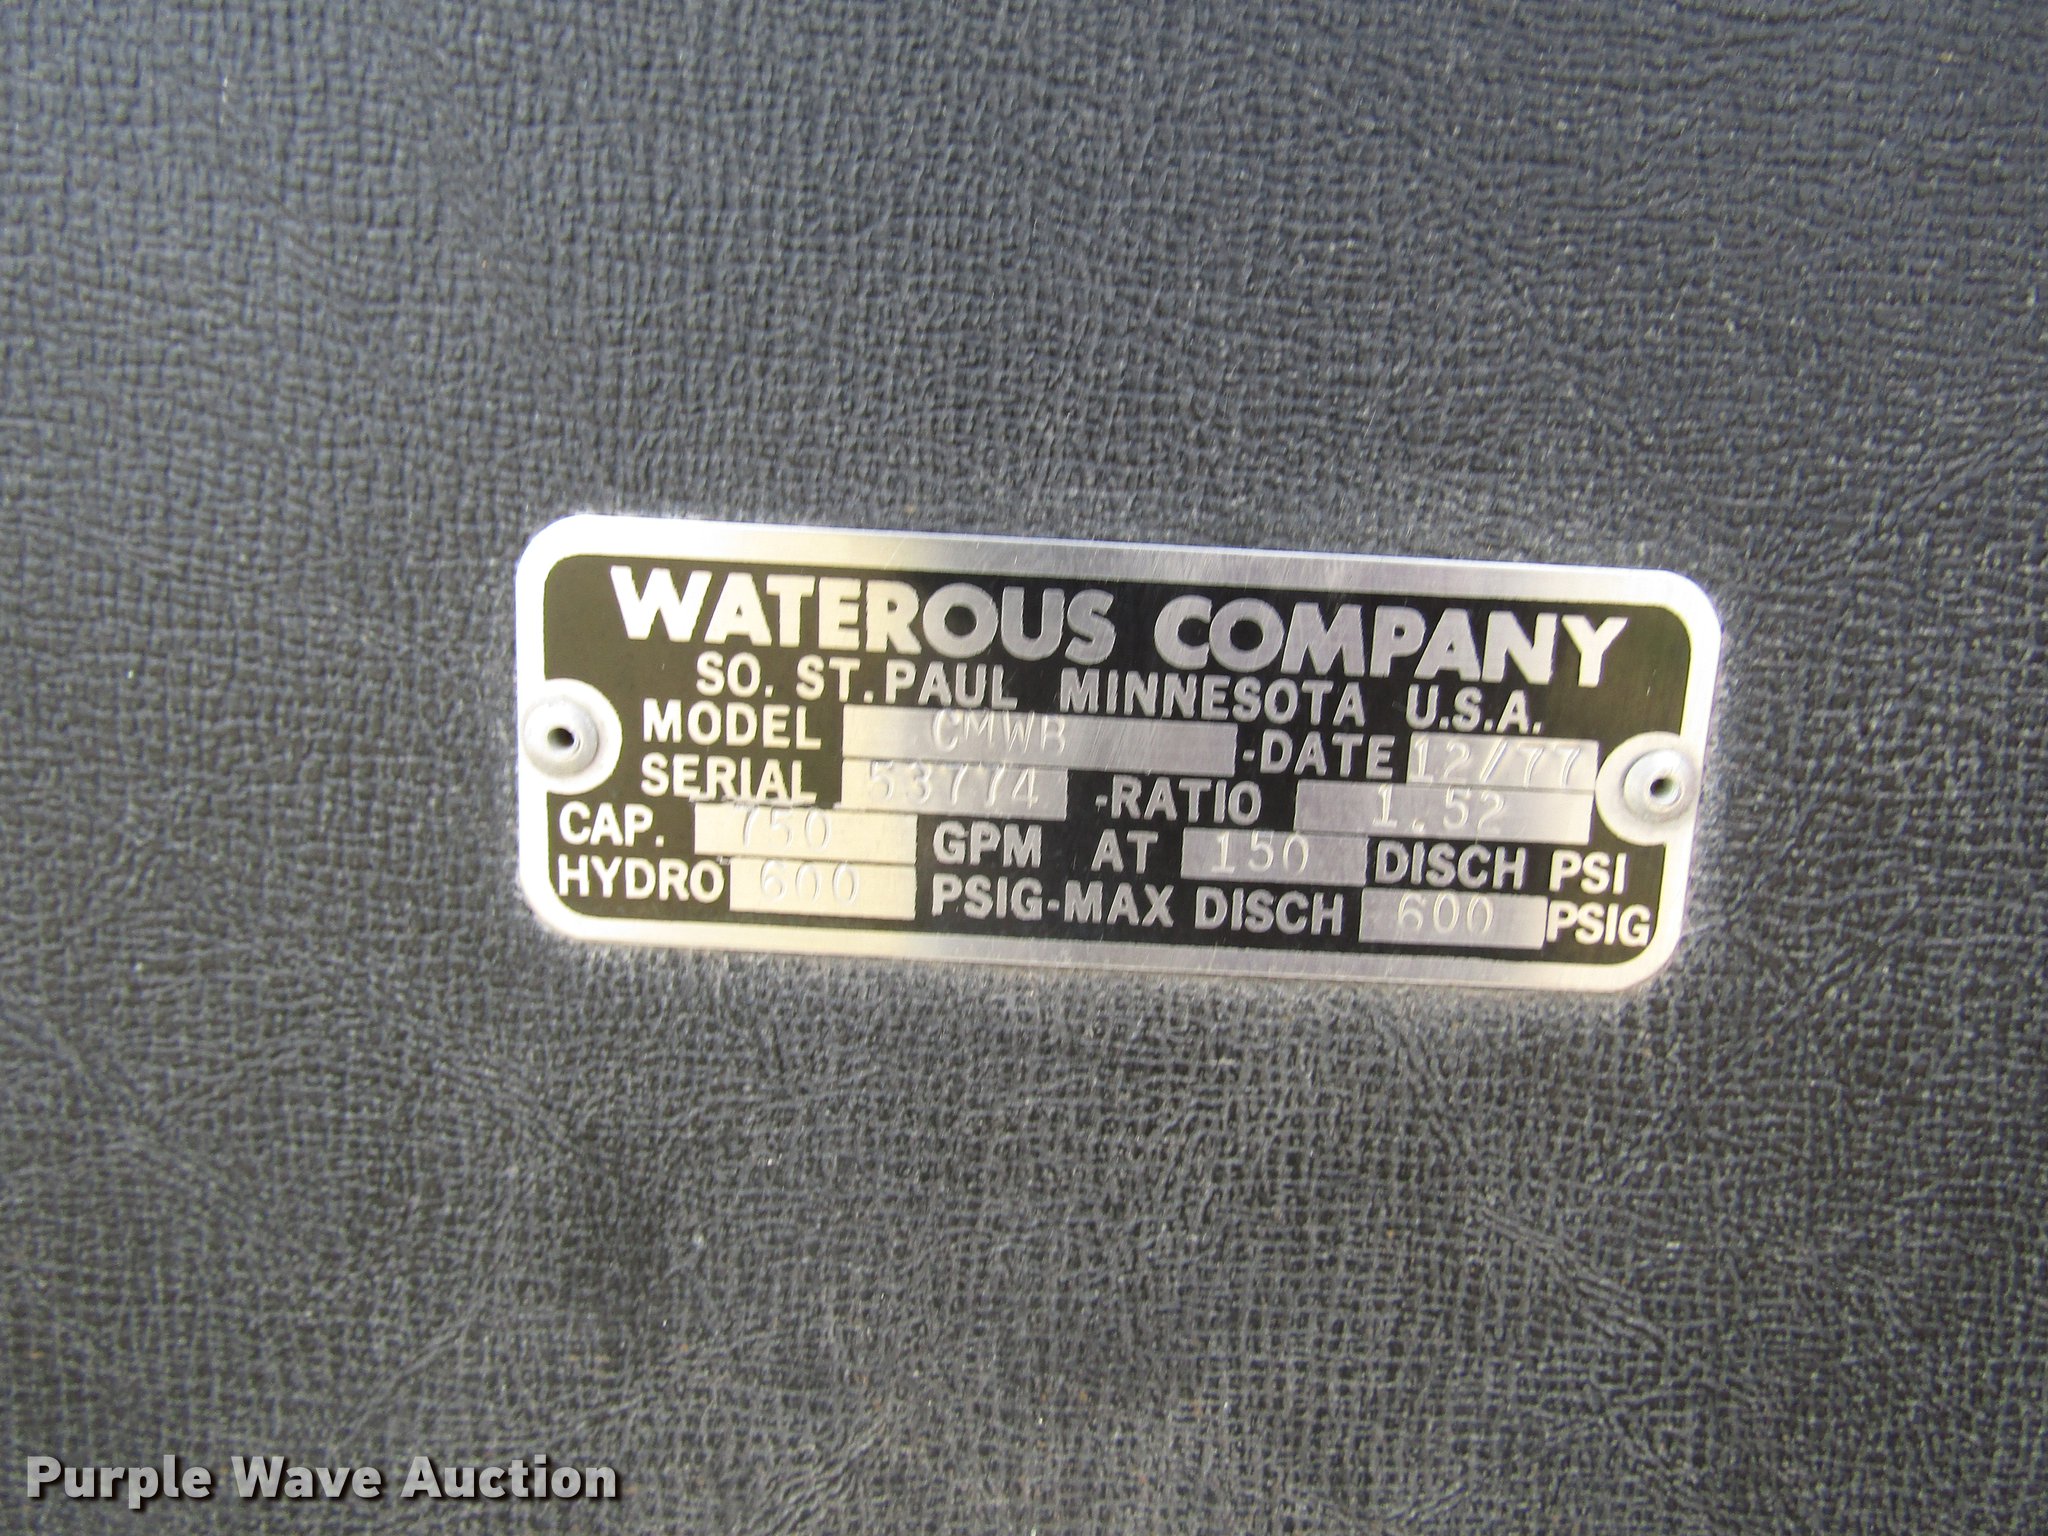 WATEROUS COMPANY
SO. ST. PAUL MINNESOTA U.S.A.
MODEL CMWB -DATE 12/77
SERIAL 53774 -RATIO 1.52
CAP. 750 GPM AT 150 DISCH PSI
HYDRO 600 PSIG-MAX DISCH 600 PSIG
Purple Wave Auction